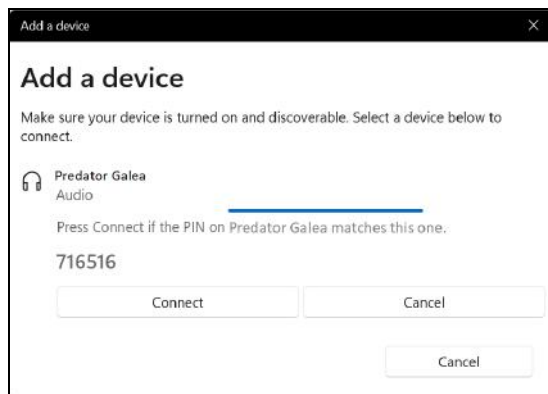 Add a device
Add a device
Make sure your device is turned on and discoverable. Select a device below to
connect.
Predator Galea
Audio
Press Connect if the PIN on Predator Galea matches this one.
716516
Connect
Cancel
Cancel